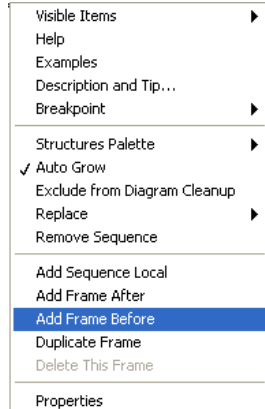 Visible Items
Help
Examples
Description and Tip...
Breakpoint
Structures Palette
Auto Grow
Exclude from Diagram Cleanup
Replace
Remove Sequence
Add Sequence Local
Add Frame After
Add Frame Before
Duplicate Frame
Delete This Frame
Properties